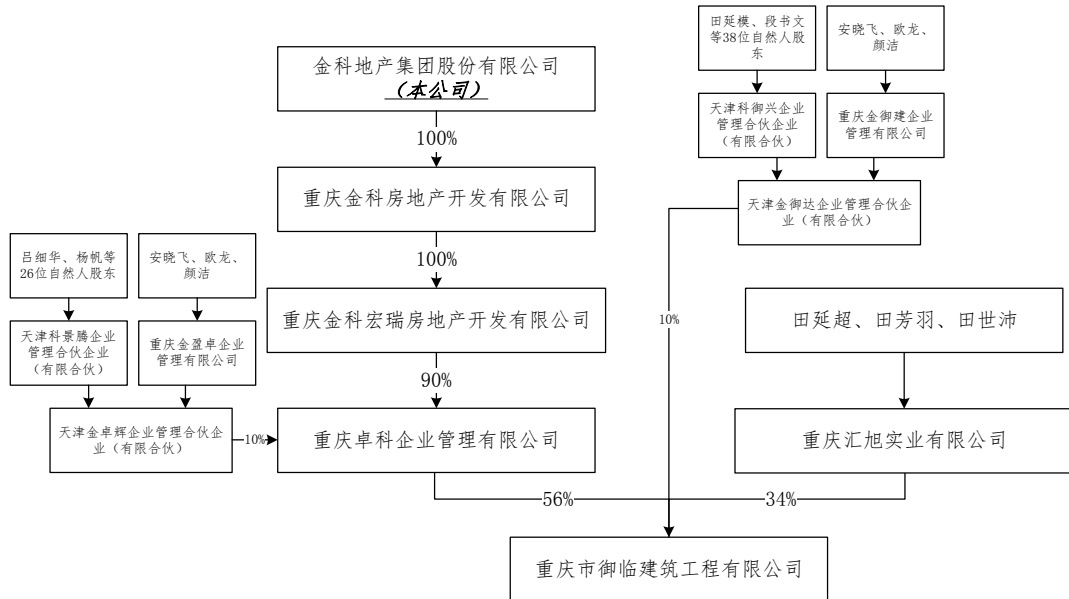 田延模、段书文
等38位自然人股
东
安晓飞、欧龙、
颜洁
金科地产集团股份有限公司
（本公司）
天津科御兴企业
管理合伙企业
（有限合伙）
重庆金御建企业
管理有限公司
100%
重庆金科房地产开发有限公司
天津金御达企业管理合伙企
业（有限合伙）
吕细华、杨帆等
26位自然人股东
安晓飞、欧龙、
颜洁
100%
重庆金科宏瑞房地产开发有限公司
10%
田延超、田芳羽、田世沛
天津科景腾企业
管理合伙企业
（有限合伙）
重庆金盈卓企业
管理有限公司
90%
天津金卓辉企业管理合伙企
业（有限合伙）
10%
重庆卓科企业管理有限公司
重庆汇旭实业有限公司
56%
34%
重庆市御临建筑工程有限公司